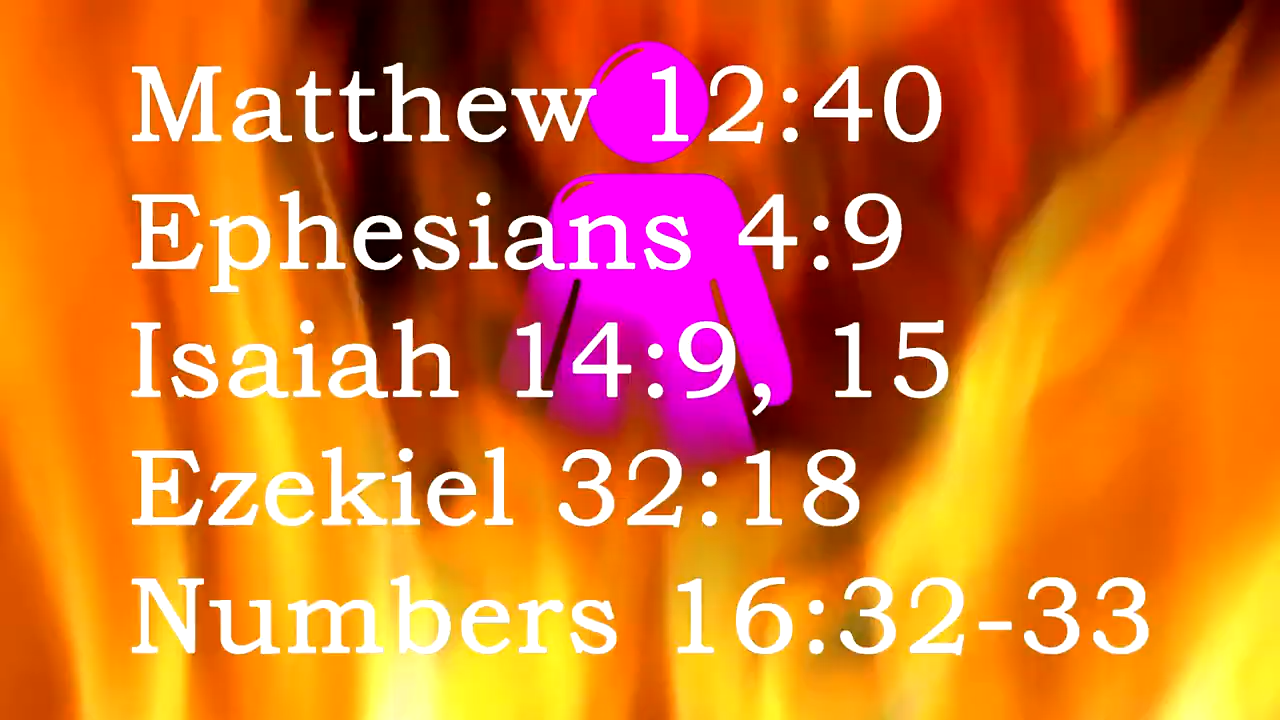 Matthew 12:40
Ephesians 4:9
Isaiah 14:9, 15
Ezekiel 32:18
Numbers 16:32-33